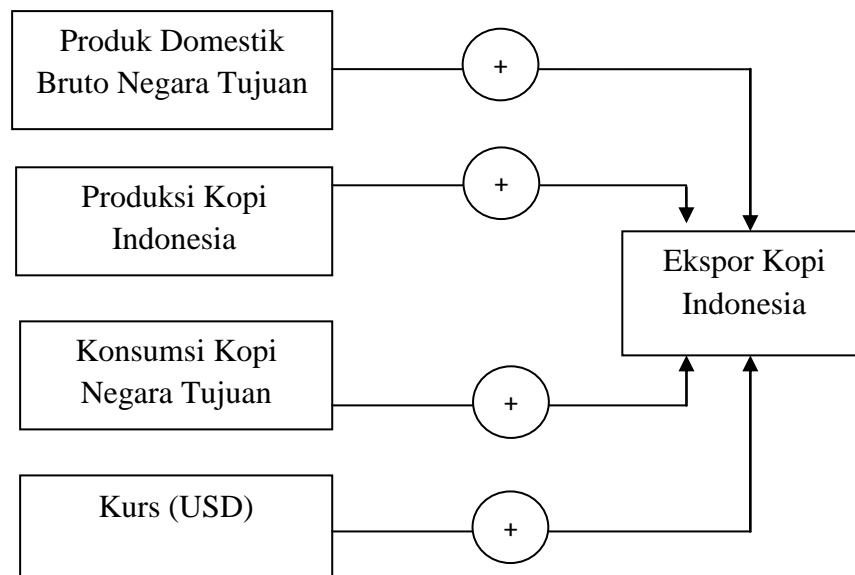 Produk Domestik
Bruto Negara Tujuan
+
Produksi Kopi
Indonesia
+
Ekspor Kopi
Indonesia
Konsumsi Kopi
Negara Tujuan
+
Kurs (USD)
+